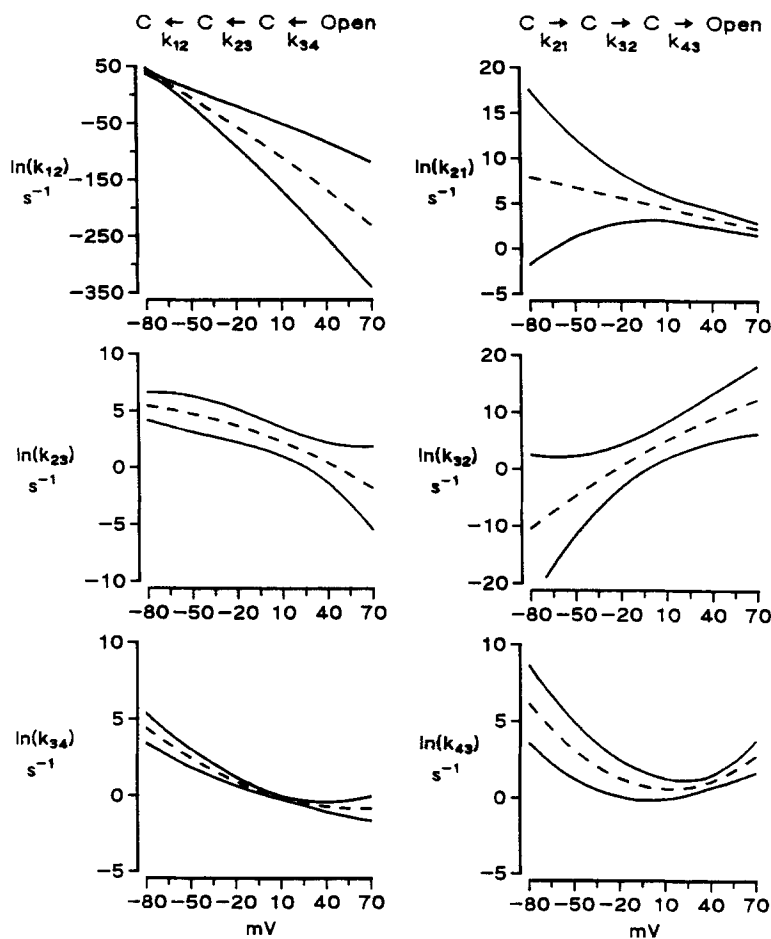 C ← C ← C ← Open
k12 k23 k34
C → C → C → Open
k21 k32 k43
50
-50
-150
-250
-350
ln(k12)
s⁻¹
-80 -50 -20 10 40 70
20
15
10
5
0
-5
ln(k21)
s⁻¹
-80 -50 -20 10 40 70
10
5
0
-5
-10
ln(k23)
s⁻¹
-80 -50 -20 10 40 70
20
10
0
-10
-20
ln(k32)
s⁻¹
-80 -50 -20 10 40 70
10
5
0
-5
ln(k34)
s⁻¹
-80 -50 -20 10 40 70
mV
10
5
0
-5
ln(k43)
s⁻¹
-80 -50 -20 10 40 70
mV